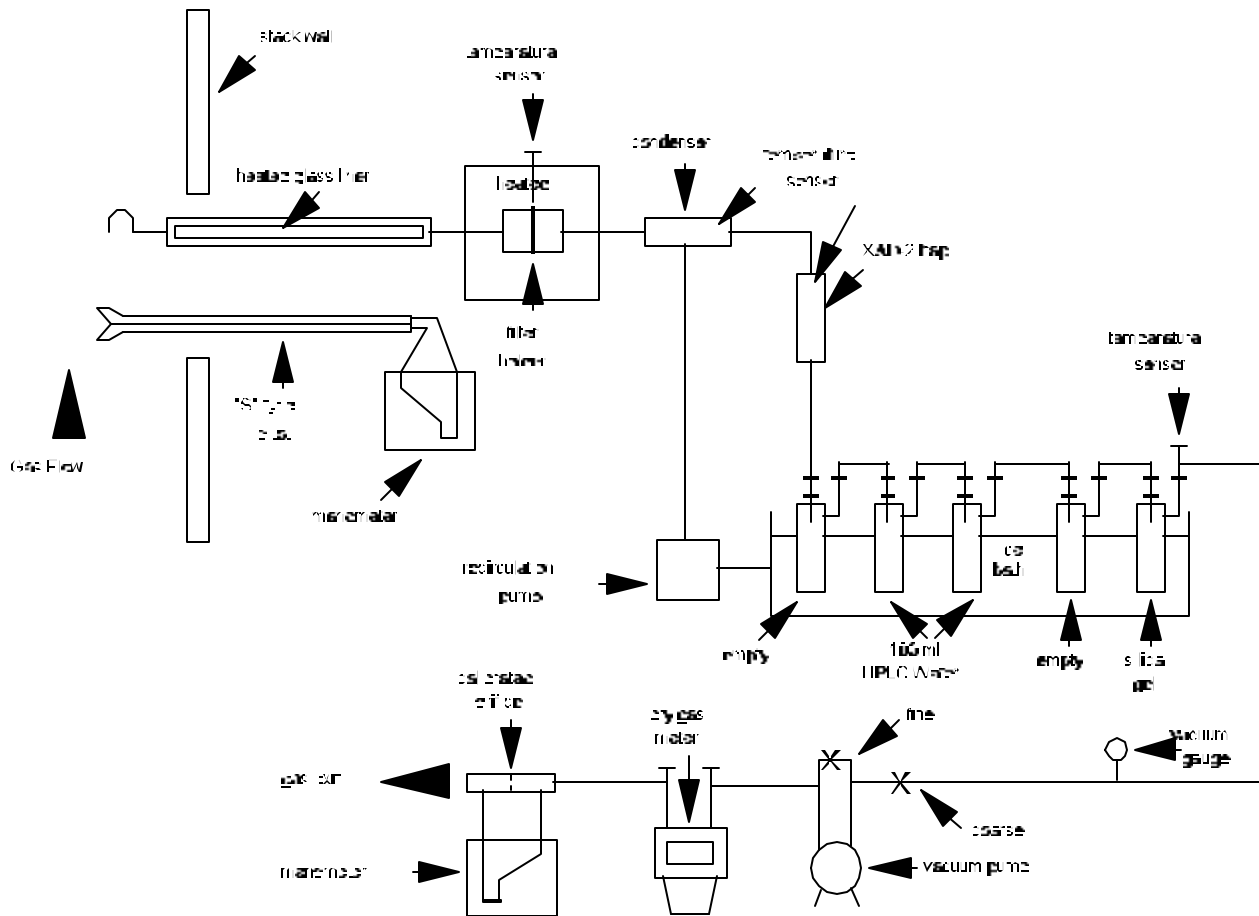 stack wall
temperature
sensor
condenser
temperature
sensor
heated glass liner
heated
XAD-2 trap
filter
holder
temperature
sensor
"S" type
pitot
Gas Flow
manometer
ice
bath
recirculation
pump
empty
100 ml
HPLC Water
empty
silica
gel
calibrated
orifice
dry gas
meter
fine
vacuum
gauge
gas
coarse
manometer
vacuum pump